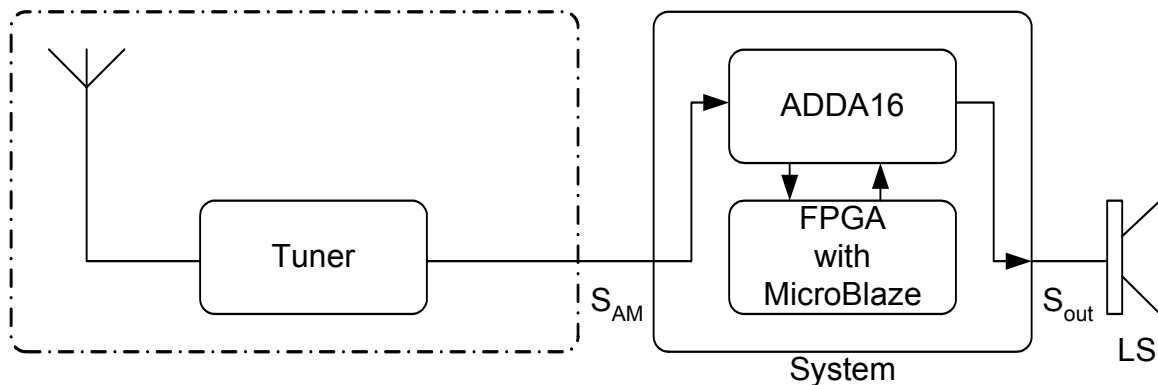 ADDA16
Tuner
FPGA
with
MicroBlaze
S_AM
S_out
LS
System